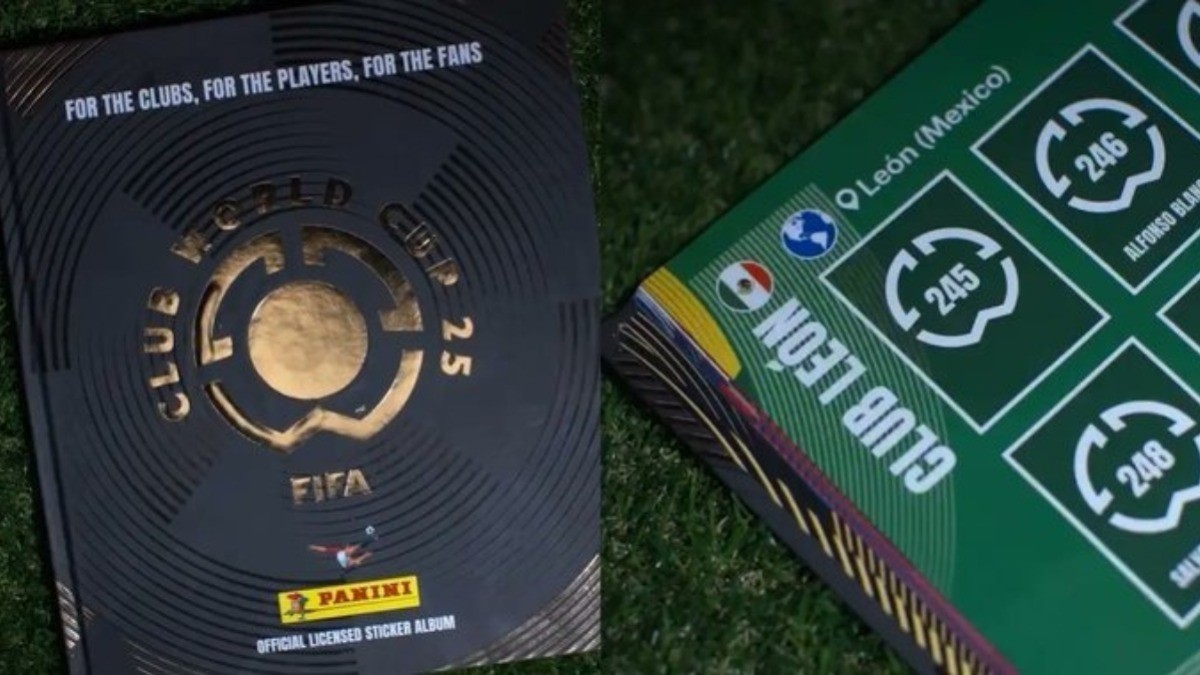 FOR THE CLUBS, FOR THE PLAYERS, FOR THE FANS
CLUB WORLD CUP 25
FIFA
PANINI
OFFICIAL LICENSED STICKER ALBUM
León (Mexico)
CLUB LEÓN
245
246
ALFONSO
248